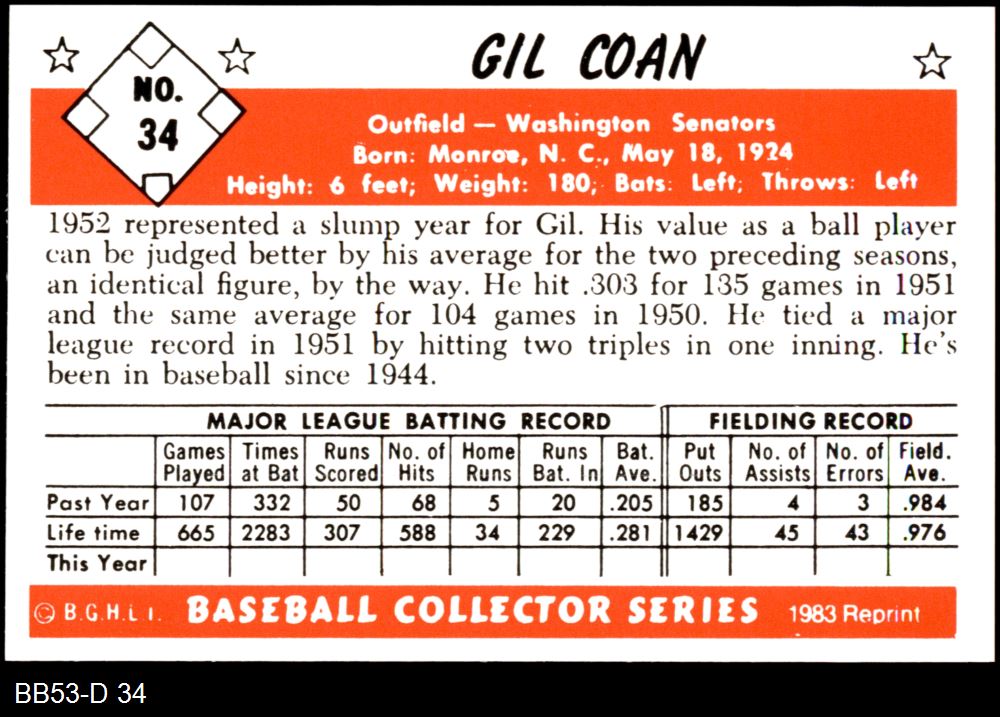 GIL COAN
NO.
34
Outfield — Washington Senators
Born: Monroe, N. C., May 18, 1924
Height: 6 feet; Weight: 180; Bats: Left; Throws: Left
1952 represented a slump year for Gil. His value as a ball player
can be judged better by his average for the two preceding seasons,
an identical figure, by the way. He hit .303 for 135 games in 1951
and the same average for 104 games in 1950. He tied a major
league record in 1951 by hitting two triples in one inning. He's
been in baseball since 1944.
MAJOR LEAGUE BATTING RECORD FIELDING RECORD
Games Times Runs No. of Home Runs Bat. Put No. of No. of Field.
Played at Bat Scored Hits Runs Bat. In Ave. Outs Assists Errors Ave.
Past Year 107 332 50 68 5 20 .205 185 4 3 .984
Life time 665 2283 307 588 34 229 .281 1429 45 43 .976
This Year
© B.G.H.L.I. BASEBALL COLLECTOR SERIES 1983 Reprint
BB53-D 34